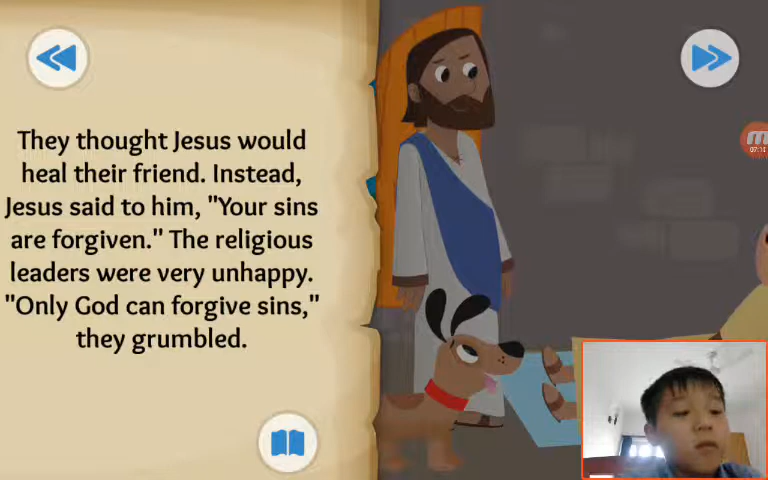 They thought Jesus would
heal their friend. Instead,
Jesus said to him, "Your sins
are forgiven." The religious
leaders were very unhappy.
"Only God can forgive sins,"
they grumbled.